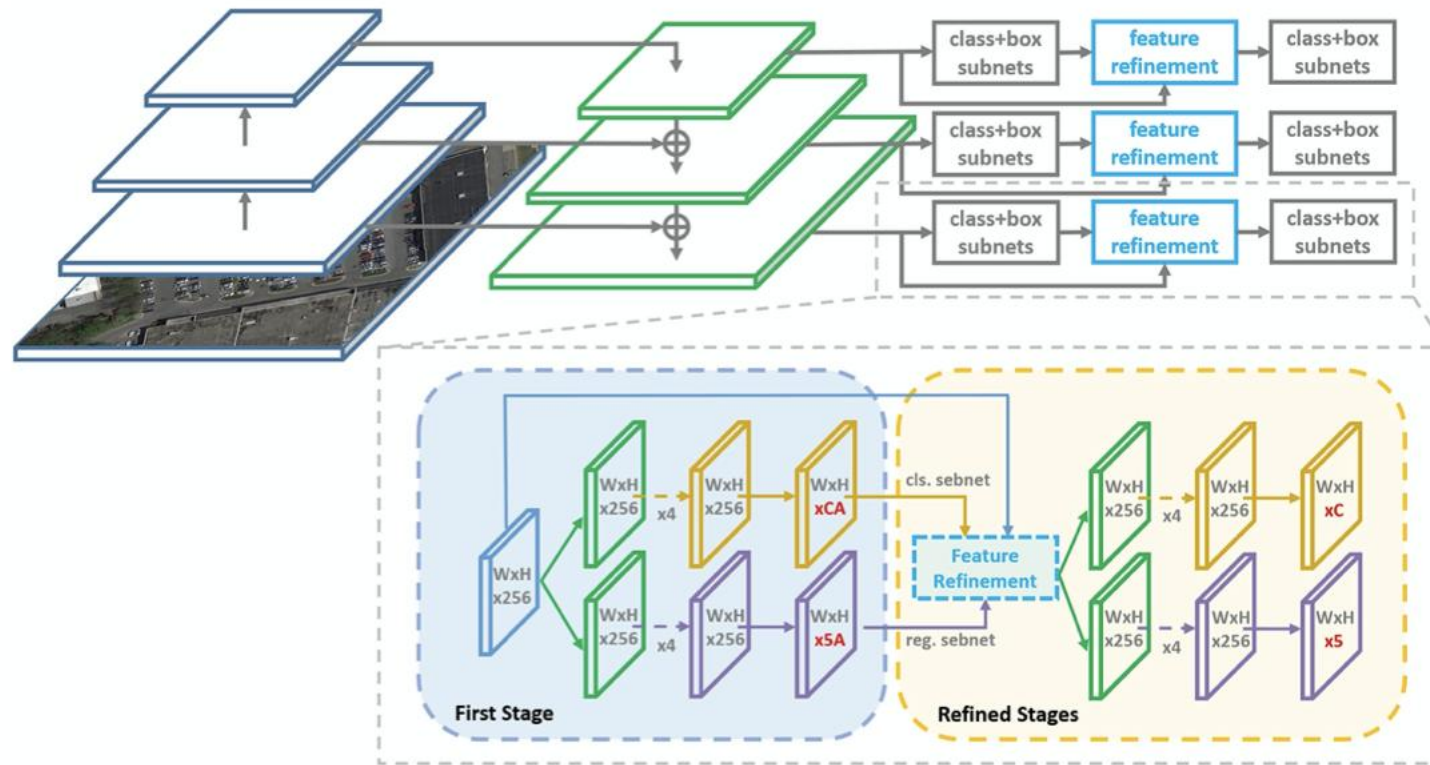 class+box
subnets
feature
refinement
class+box
subnets
class+box
subnets
feature
refinement
class+box
subnets
class+box
subnets
feature
refinement
class+box
subnets
WxH
x256
WxH
x256
x4
WxH
x256
WxH
xCA
cls. sebnet
WxH
x256
x4
WxH
x256
WxH
x5A
reg. sebnet
Feature
Refinement
WxH
x256
x4
WxH
x256
WxH
xC
WxH
x256
x4
WxH
x256
WxH
x5
First Stage
Refined Stages